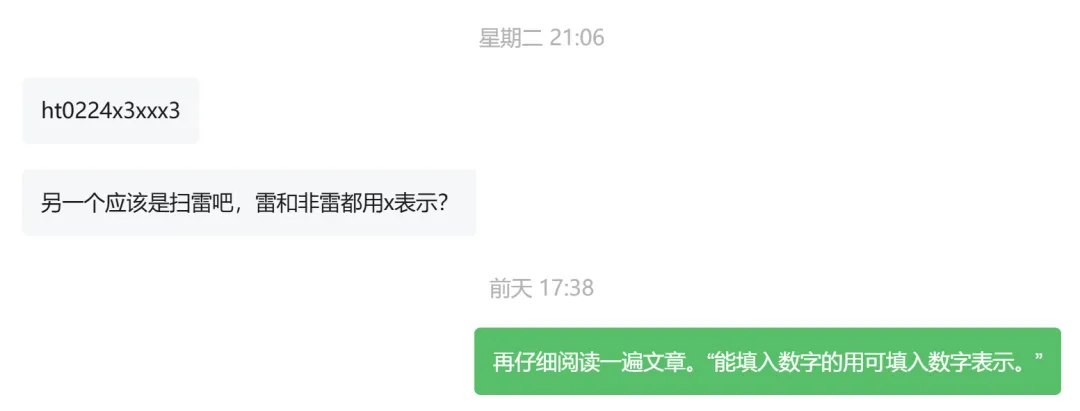 星期二 21:06
ht0224x3xxx3
另一个应该是扫雷吧，雷和非雷都用x表示？
前天 17:38
再仔细阅读一遍文章。“能填入数字的用可填入数字表示。”